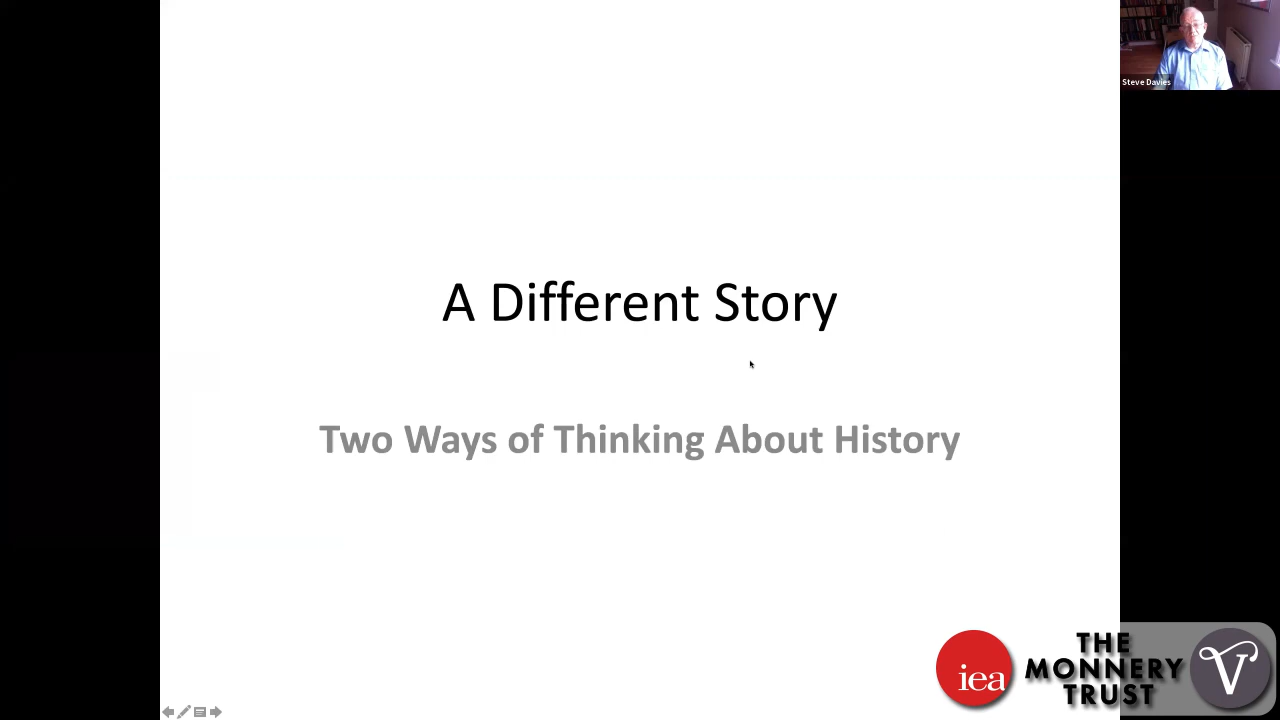 Steve Davies
A Different Story
Two Ways of Thinking About History
iea
THE
MONNERY
TRUST
V